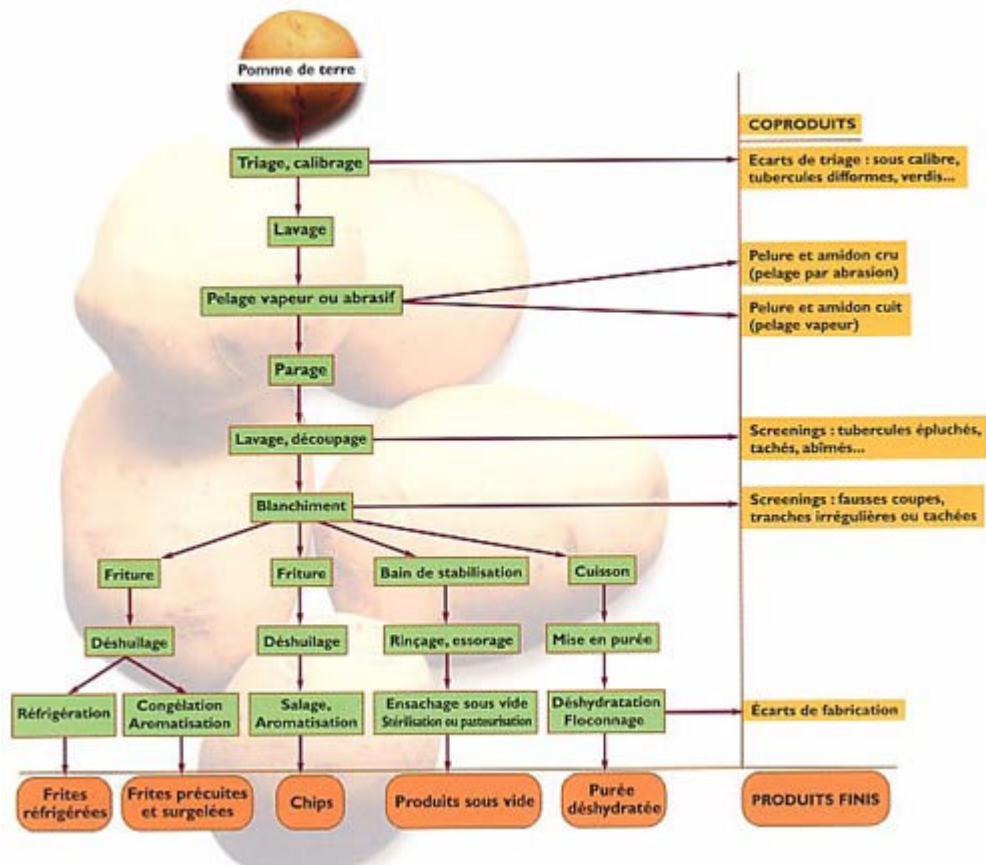 Pomme de terre
COPRODUITS
Triage, calibrage
Ecarts de triage : sous calibre,
tubercules difformes, verdis...
Lavage
Pelure et amidon cru
(pelage par abrasion)
Pelage vapeur ou abrasif
Pelure et amidon cuit
(pelage vapeur)
Parage
Lavage, découpage
Screenings : tubercules épluchés,
tachés, abîmés...
Blanchiment
Screenings : fausses coupes,
tranches irrégulières ou tachées
Friture
Friture
Bain de stabilisation
Cuisson
Déshuilage
Déshuilage
Rinçage, essorage
Mise en purée
Réfrigération
Congélation
Aromatisation
Salage,
Aromatisation
Ensachage sous vide
Stérilisation ou pasteurisation
Déshydratation
Floconnage
Écarts de fabrication
Frites
réfrigérées
Frites précuites
et surgelées
Chips
Produits sous vide
Purée
déshydratée
PRODUITS FINIS